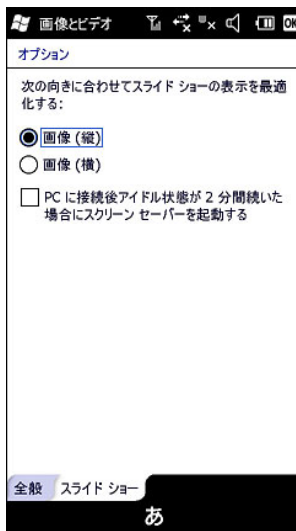 画像とビデオ
OK
オプション
次の向きに合わせてスライド ショーの表示を最適
化する:
画像 (縦)
画像 (横)
PC に接続後アイドル状態が 2 分間続いた
場合にスクリーン セーバーを起動する
全般 スライド ショー
あ